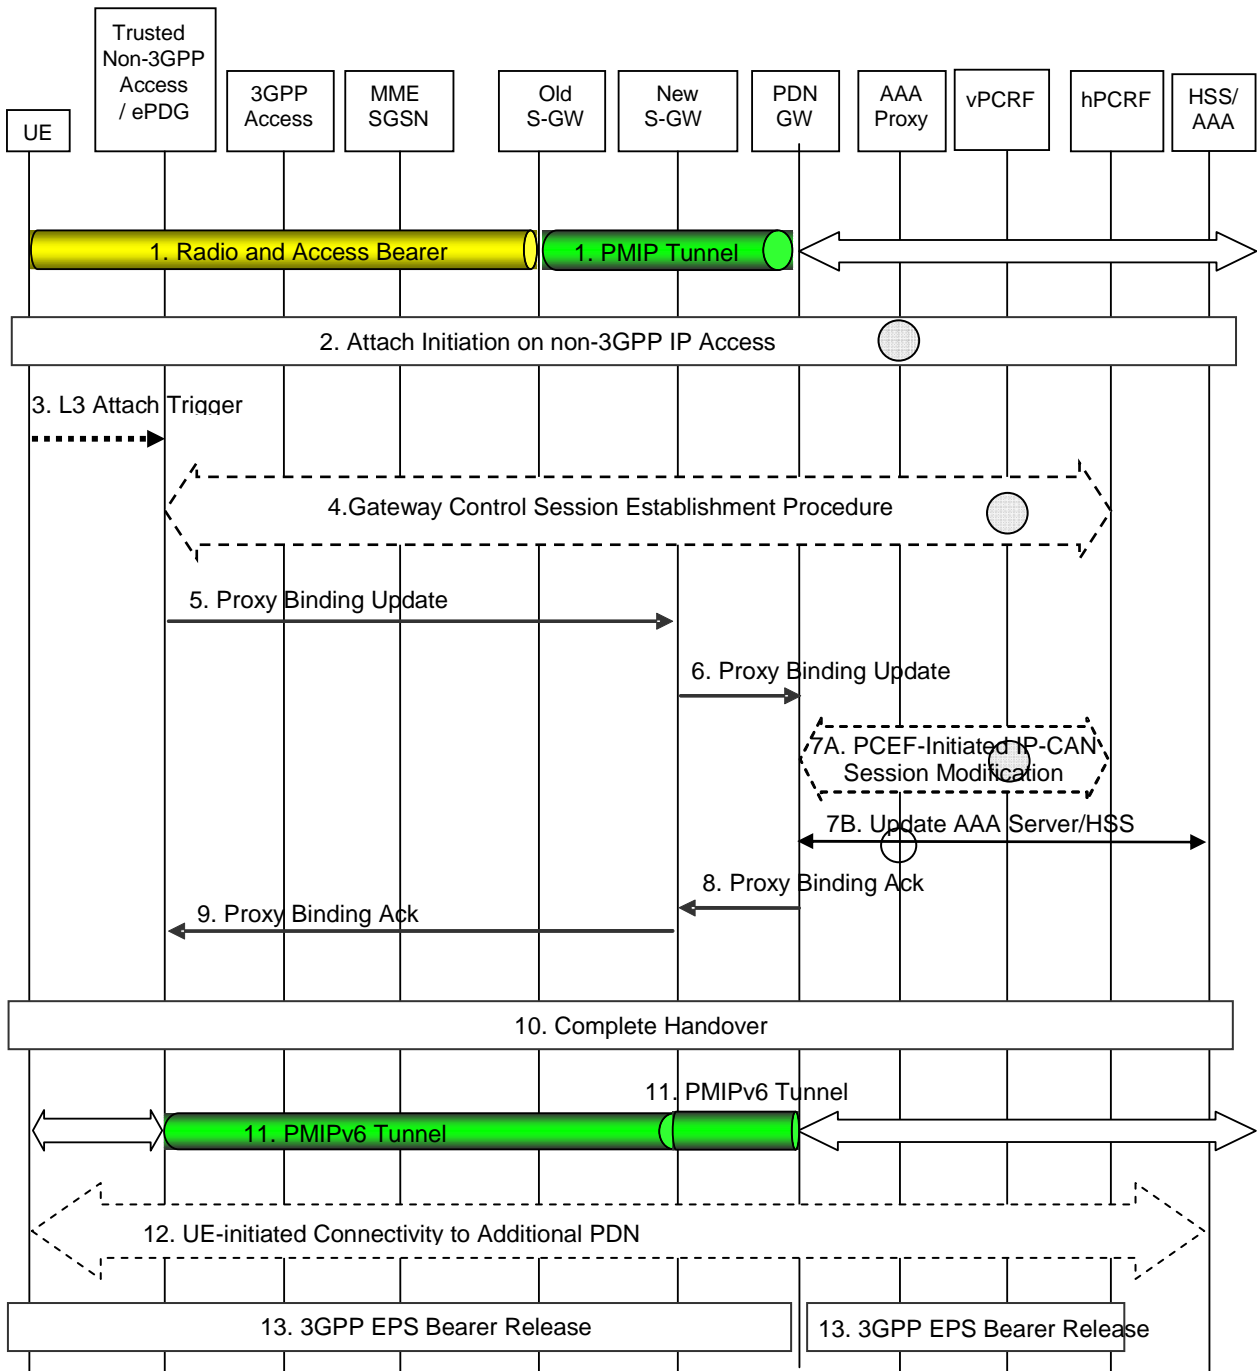 UE
Trusted
Non-3GPP
Access
/ ePDG
3GPP
Access
MME
SGSN
Old
S-GW
New
S-GW
PDN
GW
AAA
Proxy
vPCRF
hPCRF
HSS/
AAA
1. Radio and Access Bearer
1. PMIP Tunnel
2. Attach Initiation on non-3GPP IP Access
3. L3 Attach Trigger
4.Gateway Control Session Establishment Procedure
5. Proxy Binding Update
6. Proxy Binding Update
7A. PCEF-Initiated IP-CAN
Session Modification
7B. Update AAA Server/HSS
8. Proxy Binding Ack
9. Proxy Binding Ack
10. Complete Handover
11. PMIPv6 Tunnel
11. PMIPv6 Tunnel
12. UE-initiated Connectivity to Additional PDN
13. 3GPP EPS Bearer Release
13. 3GPP EPS Bearer Release